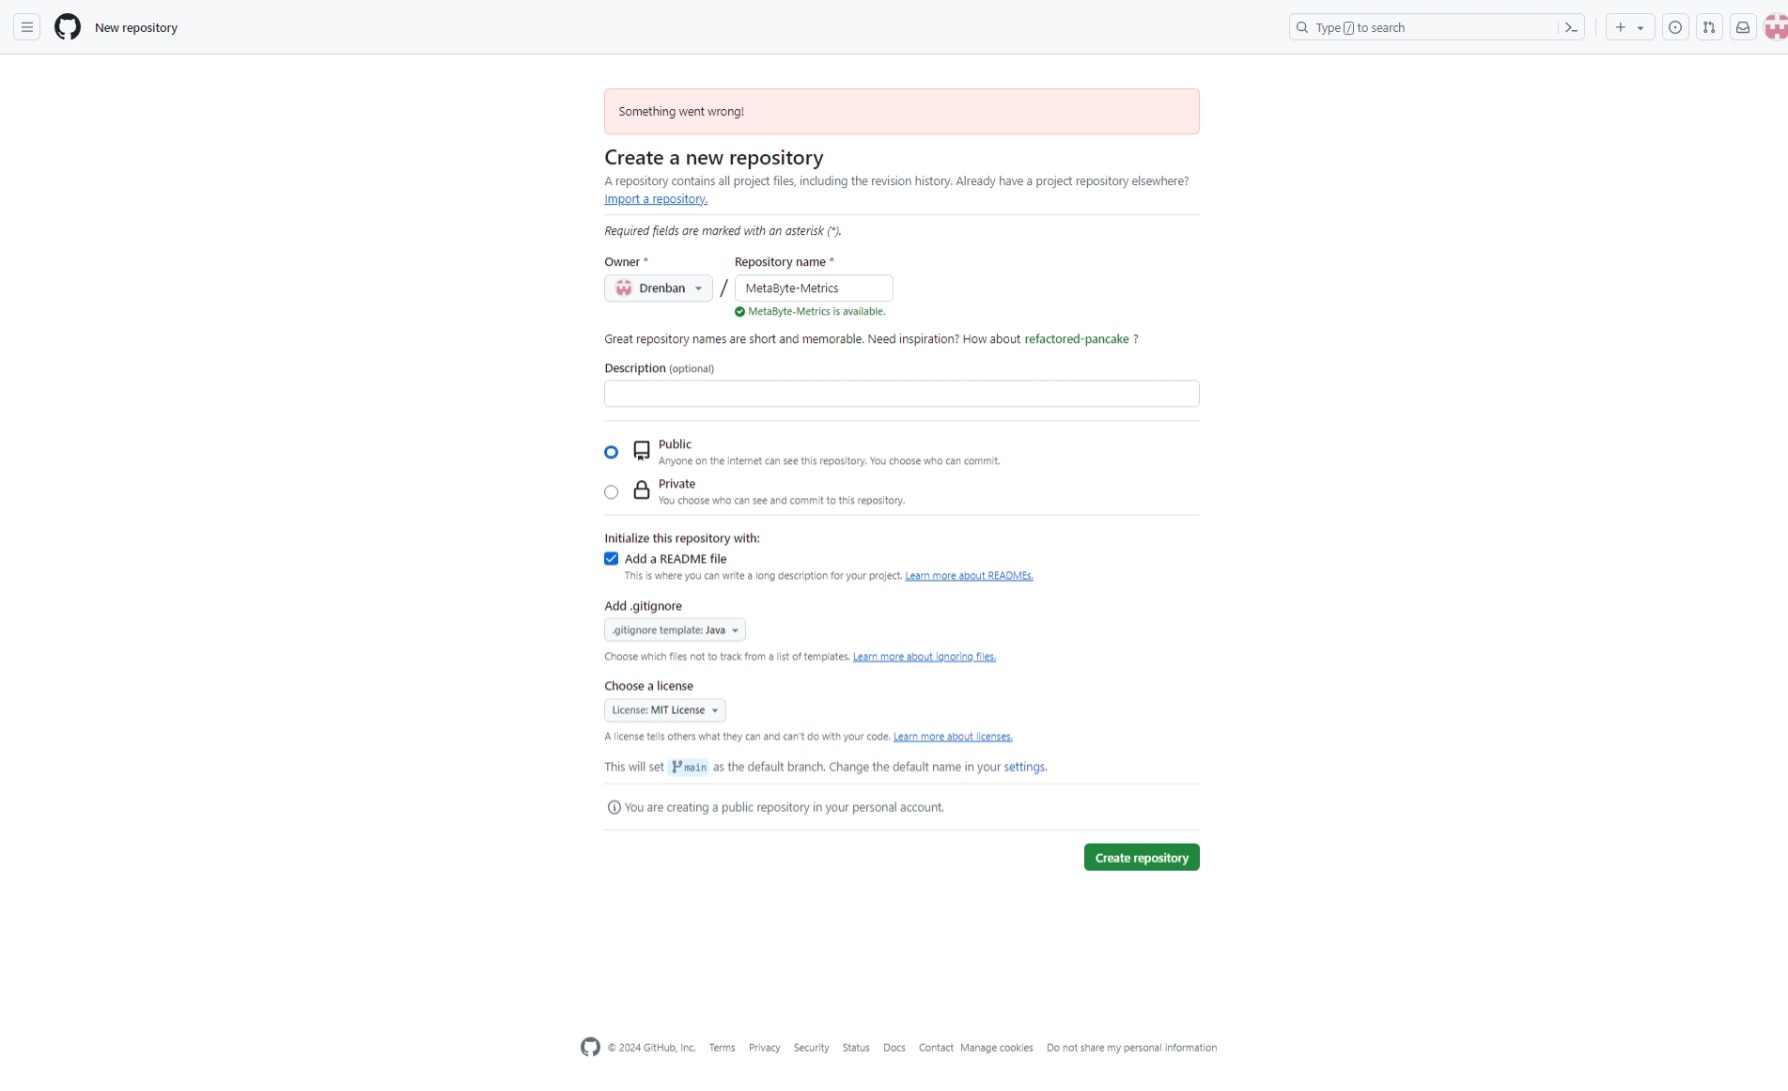 New repository
Type / to search
Something went wrong!
Create a new repository
A repository contains all project files, including the revision history. Already have a project repository elsewhere?
Import a repository.
Required fields are marked with an asterisk (*).
Owner *
Repository name *
Drenban
/
MetaByte-Metrics
MetaByte-Metrics is available.
Great repository names are short and memorable. Need inspiration? How about refactored-pancake ?
Description (optional)
Public
Anyone on the internet can see this repository. You choose who can commit.
Private
You choose who can see and commit to this repository.
Initialize this repository with:
Add a README file
This is where you can write a long description for your project. Learn more about READMEs.
Add .gitignore
.gitignore template: Java
Choose which files not to track from a list of templates. Learn more about ignoring files.
Choose a license
License: MIT License
A license tells others what they can and can't do with your code. Learn more about licenses.
This will set main as the default branch. Change the default name in your settings.
You are creating a public repository in your personal account.
Create repository
© 2024 GitHub, Inc. Terms Privacy Security Status Docs Contact Manage cookies Do not share my personal information